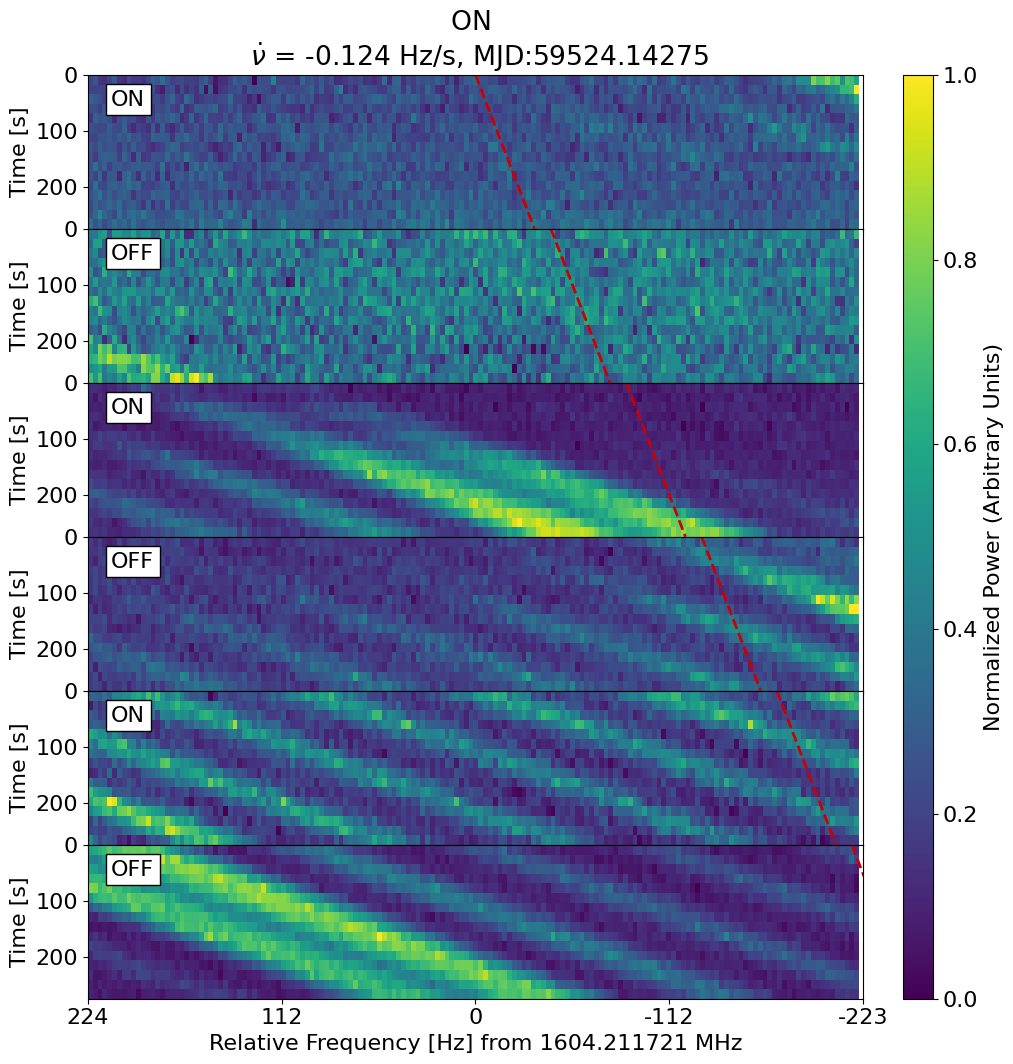 ON
ν̇ = -0.124 Hz/s, MJD:59524.14275
0
100
200
Time [s]
ON
0
100
200
Time [s]
OFF
0
100
200
Time [s]
ON
0
100
200
Time [s]
OFF
0
100
200
Time [s]
ON
0
100
200
Time [s]
OFF
224 112 0 -112 -223
Relative Frequency [Hz] from 1604.211721 MHz
1.0
0.8
0.6
0.4
0.2
0.0
Normalized Power (Arbitrary Units)